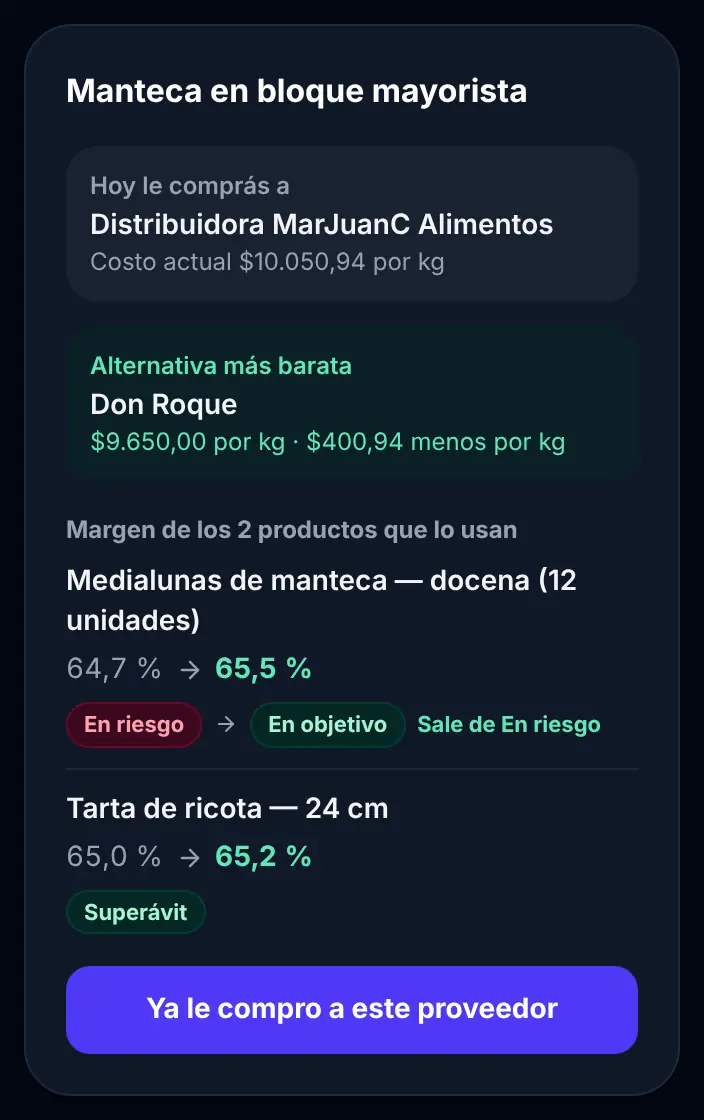 Manteca en bloque mayorista
Hoy le comprás a
Distribuidora MarJuanC Alimentos
Costo actual $10.050,94 por kg
Alternativa más barata
Don Roque
$9.650,00 por kg · $400,94 menos por kg
Margen de los 2 productos que lo usan
Medialunas de manteca — docena (12
unidades)
64,7 % → 65,5 %
En riesgo → En objetivo Sale de En riesgo
Tarta de ricota — 24 cm
65,0 % → 65,2 %
Superávit
Ya le compro a este proveedor